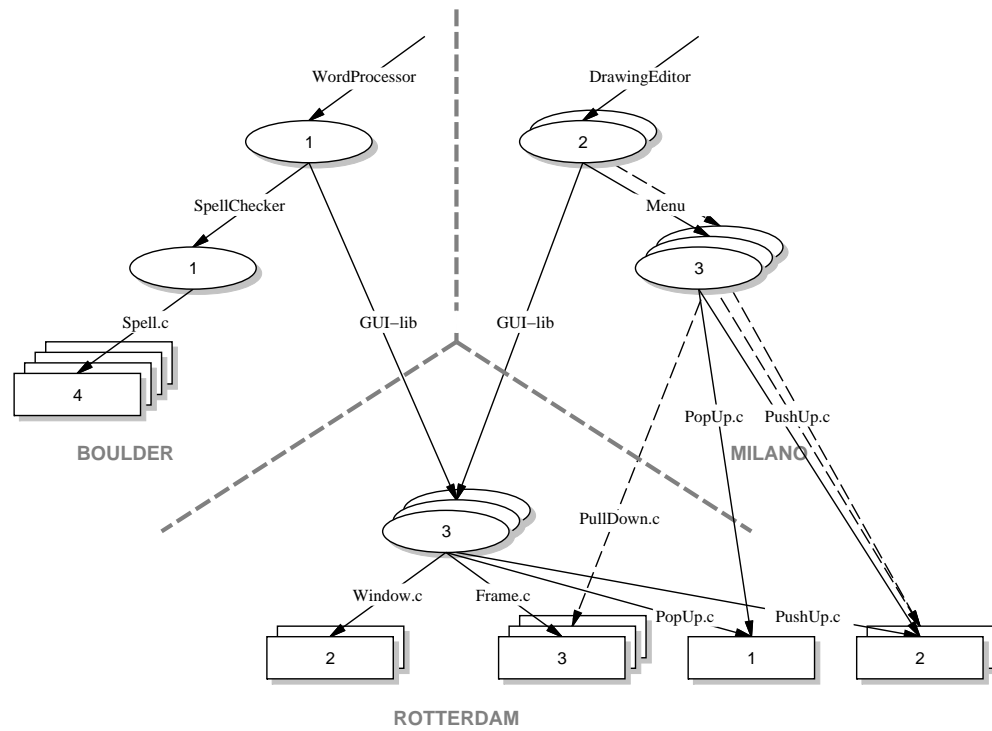 WordProcessor
DrawingEditor
1
2
SpellChecker
Menu
1
3
Spell.c
GUI−lib
GUI−lib
4
PopUp.c
PushUp.c
BOULDER
MILANO
PullDown.c
3
Window.c
Frame.c
PopUp.c
PushUp.c
2
3
1
2
ROTTERDAM